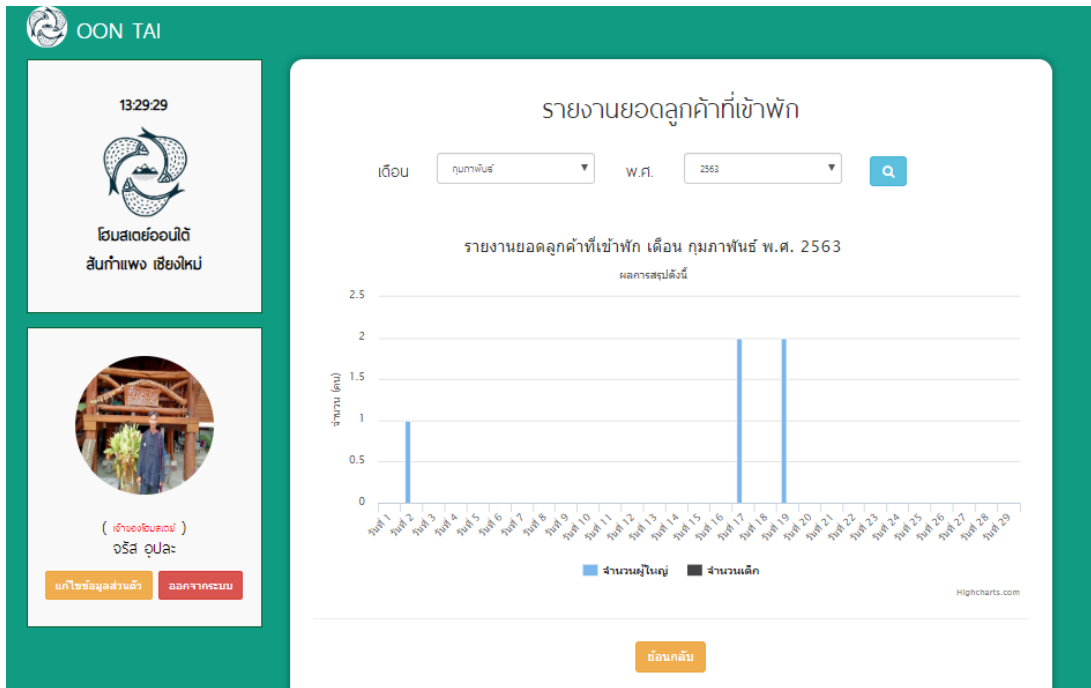 OON TAI
13:29:29
โฮมสเตย์ออนใต้
สันกำแพง เชียงใหม่
( เจ้าของโฮมสเตย์ )
จรัส อุปละ
แก้ไขข้อมูลส่วนตัว ออกจากระบบ
รายงานยอดลูกค้าที่เข้าพัก
เดือน กุมภาพันธ์ พ.ศ. 2563
รายงานยอดลูกค้าที่เข้าพัก เดือน กุมภาพันธ์ พ.ศ. 2563
ผลการสรุปดังนี้
จำนวน (คน)
2.5
2
1.5
1
0.5
0
วันที่ 1 วันที่ 2 วันที่ 3 วันที่ 4 วันที่ 5 วันที่ 6 วันที่ 7 วันที่ 8 วันที่ 9 วันที่ 10 วันที่ 11 วันที่ 12 วันที่ 13 วันที่ 14 วันที่ 15 วันที่ 16 วันที่ 17 วันที่ 18 วันที่ 19 วันที่ 20 วันที่ 21 วันที่ 22 วันที่ 23 วันที่ 24 วันที่ 25 วันที่ 26 วันที่ 27 วันที่ 28 วันที่ 29
จำนวนผู้ใหญ่ จำนวนเด็ก
Highcharts.com
ย้อนกลับ